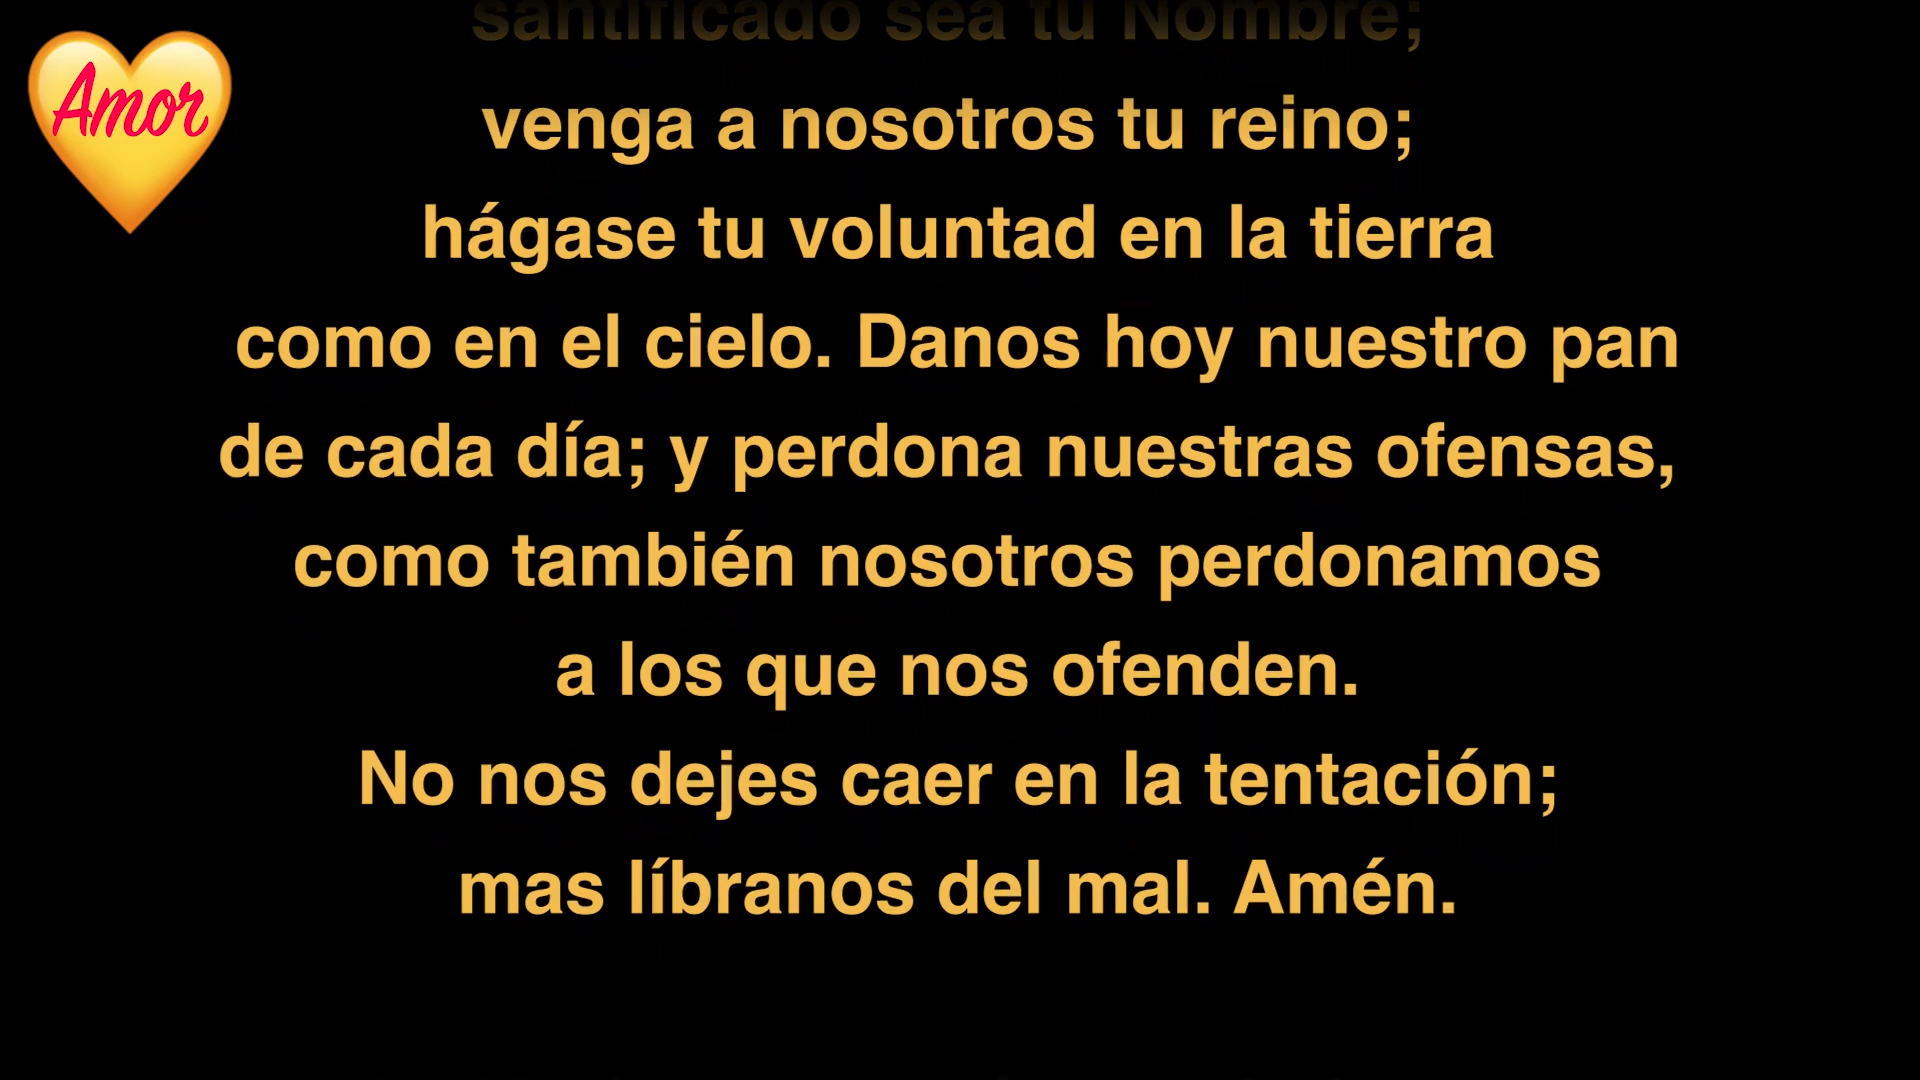 Amor
santificado sea tu Nombre;
venga a nosotros tu reino;
hágase tu voluntad en la tierra
como en el cielo. Danos hoy nuestro pan
de cada día; y perdona nuestras ofensas,
como también nosotros perdonamos
a los que nos ofenden.
No nos dejes caer en la tentación;
mas líbranos del mal. Amén.